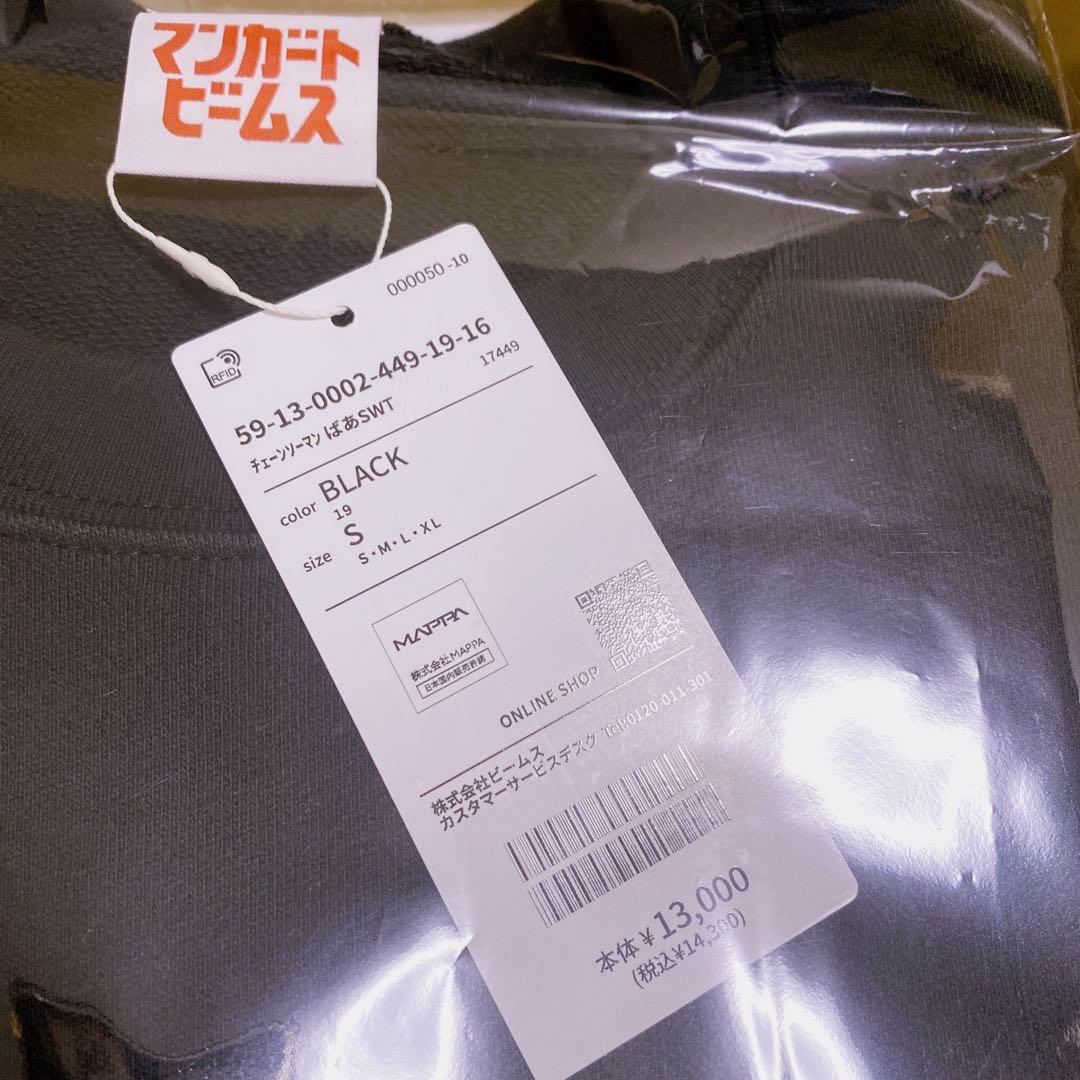 マンガート
ビームス
000050 -10
RFID
59-13-0002-449-19-16
17449
チェーンソーマン ばあSWT
color BLACK
19
size S
S・M・L・XL
MAPPA
株式会社MAPPA
日本国内販売許諾
ONLINE SHOP
株式会社ビームス
カスタマーサービスデスク Tel:0120-011-301
本体¥13,000
(税込¥14,300)